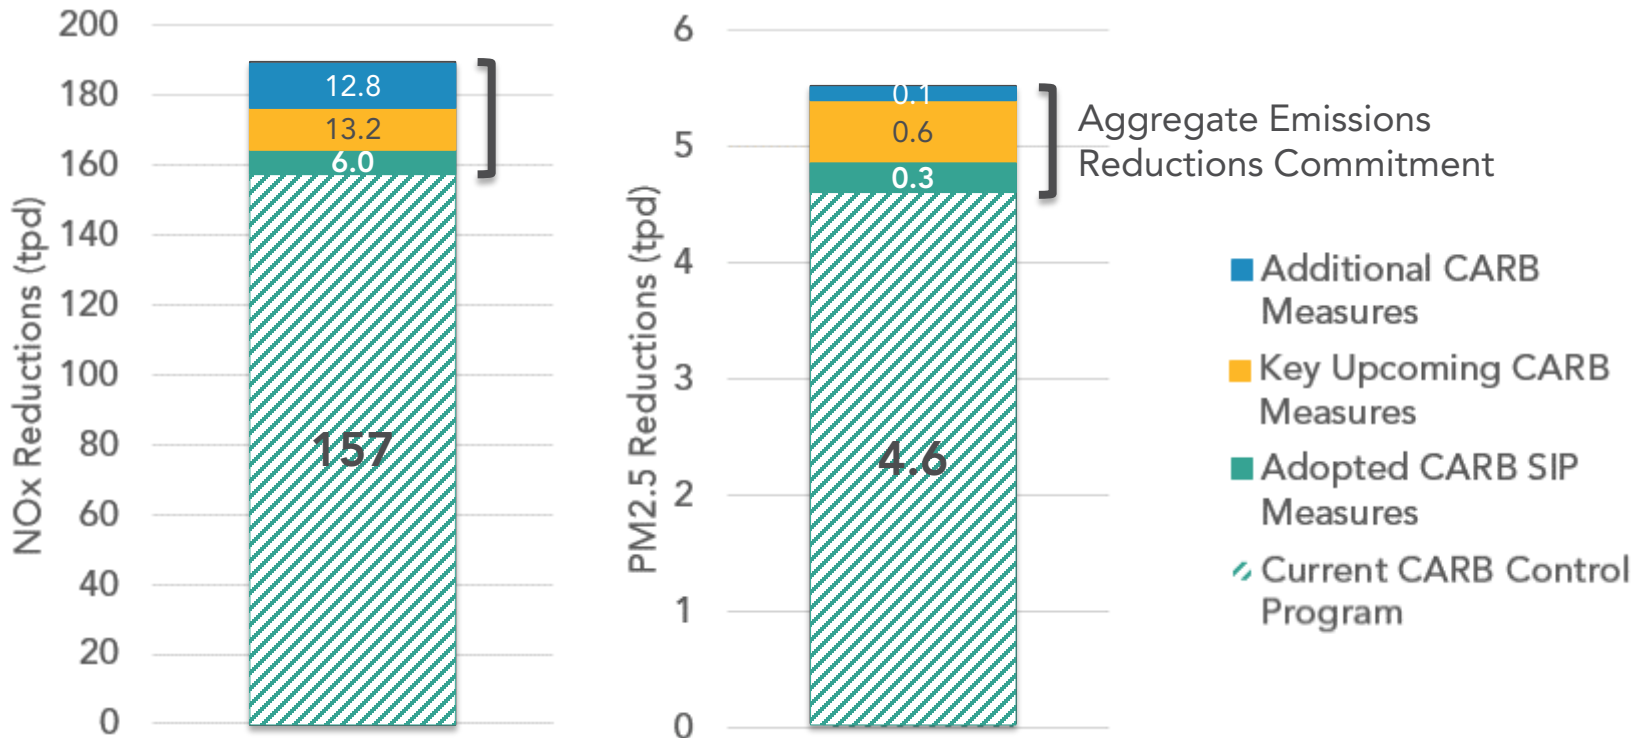 200
180
160
140
120
100
80
60
40
20
0
NOx Reductions (tpd)
12.8
13.2
6.0
157
6
5
4
3
2
1
0
PM2.5 Reductions (tpd)
0.1
0.6
0.3
4.6
Aggregate Emissions
Reductions Commitment
Additional CARB
Measures
Key Upcoming CARB
Measures
Adopted CARB SIP
Measures
Current CARB Control
Program